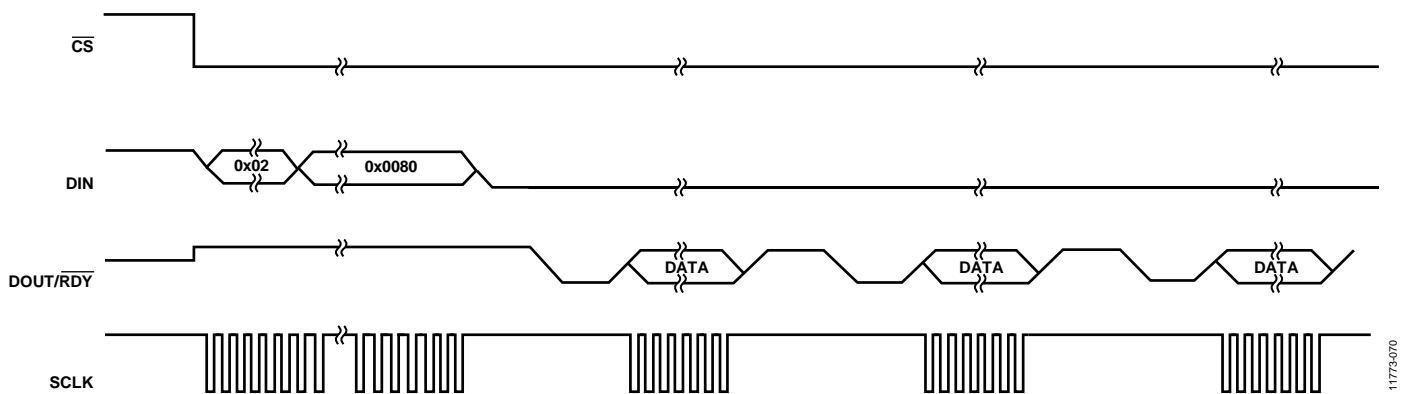 CS
DIN
0x02
0x0080
DOUT/RDY
DATA
DATA
DATA
SCLK
11773-070